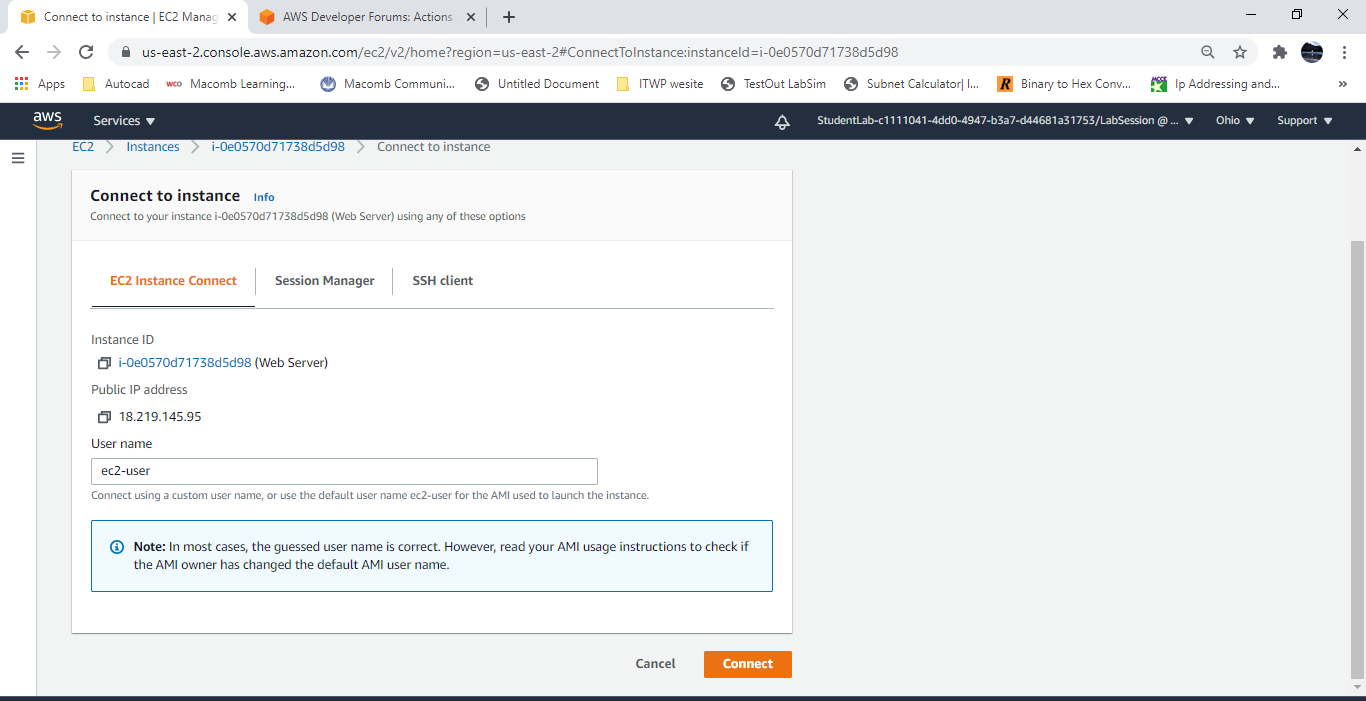 Connect to instance | EC2 Manag
AWS Developer Forums: Actions
us-east-2.console.aws.amazon.com/ec2/v2/home?region=us-east-2#ConnectToInstance:instanceId=i-0e0570d71738d5d98
Apps Autocad wco Macomb Learning... Macomb Communi... Untitled Document ITWP wesite TestOut LabSim Subnet Calculator| I... R Binary to Hex Conv... Ip Addressing and... »
aws Services StudentLab-c1111041-4dd0-4947-b3a7-d44681a31753/LabSession @ ... Ohio Support
EC2 Instances i-0e0570d71738d5d98 Connect to instance
Connect to instance Info
Connect to your instance i-0e0570d71738d5d98 (Web Server) using any of these options
EC2 Instance Connect Session Manager SSH client
Instance ID
i-0e0570d71738d5d98 (Web Server)
Public IP address
18.219.145.95
User name
ec2-user
Connect using a custom user name, or use the default user name ec2-user for the AMI used to launch the instance.
Note: In most cases, the guessed user name is correct. However, read your AMI usage instructions to check if
the AMI owner has changed the default AMI user name.
Cancel Connect